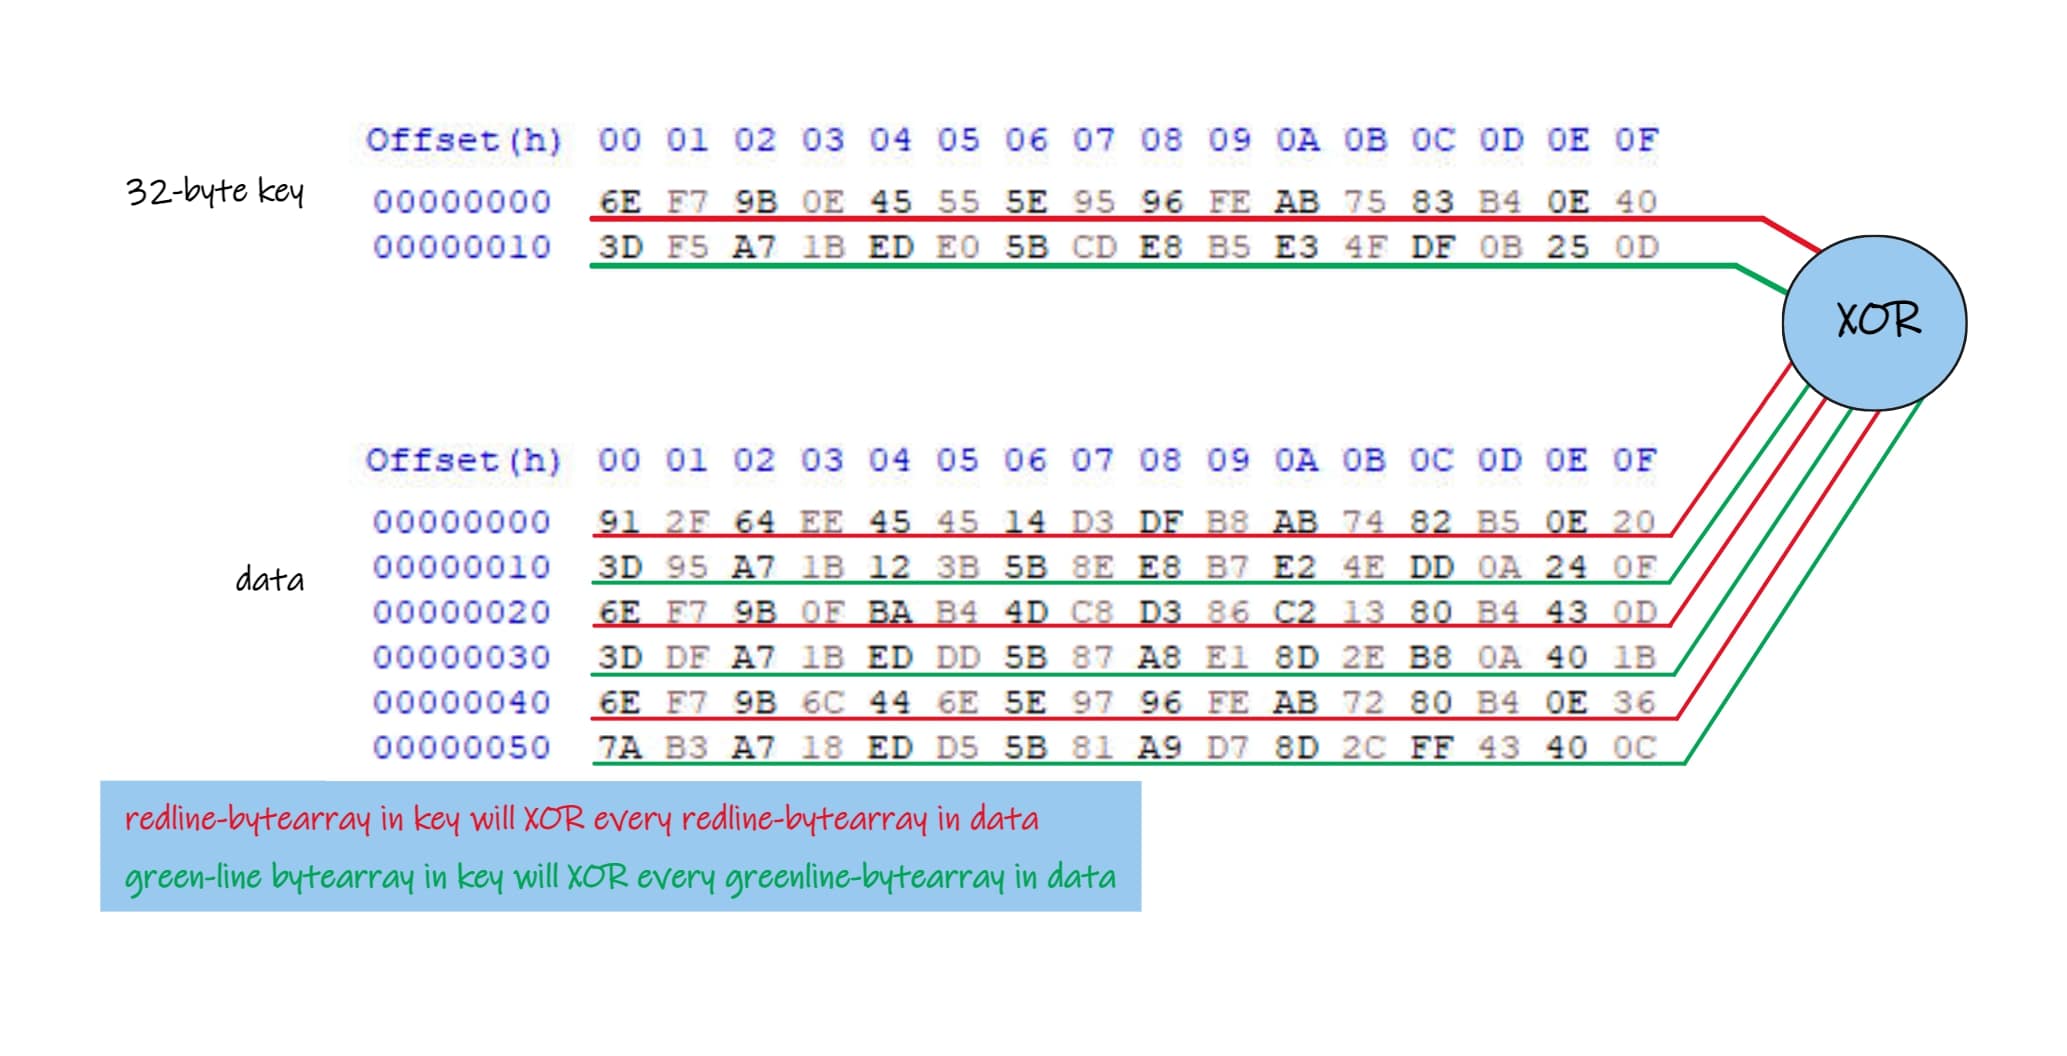 Offset(h) 00 01 02 03 04 05 06 07 08 09 0A 0B 0C 0D 0E 0F
32-byte key
00000000 6E F7 9B 0E 45 55 5E 95 96 FE AB 75 83 B4 0E 40
00000010 3D F5 A7 1B ED E0 5B CD E8 B5 E3 4F DF 0B 25 0D
XOR
Offset(h) 00 01 02 03 04 05 06 07 08 09 0A 0B 0C 0D 0E 0F
data
00000000 91 2F 64 EE 45 45 14 D3 DF B8 AB 74 82 B5 0E 20
00000010 3D 95 A7 1B 12 3B 5B 8E E8 B7 E2 4E DD 0A 24 0F
00000020 6E F7 9B 0F BA B4 4D C8 D3 86 C2 13 80 B4 43 0D
00000030 3D DF A7 1B ED DD 5B 87 A8 E1 8D 2E B8 0A 40 1B
00000040 6E F7 9B 6C 44 6E 5E 97 96 FE AB 72 80 B4 0E 36
00000050 7A B3 A7 18 ED D5 5B 81 A9 D7 8D 2C FF 43 40 0C
redline-bytearray in key will XOR every redline-bytearray in data
green-line bytearray in key will XOR every greenline-bytearray in data